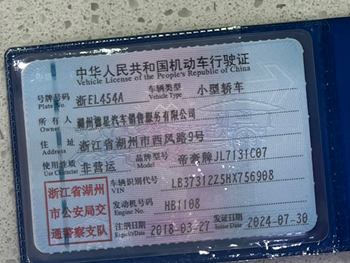 中华人民共和国机动车行驶证
Vehicle License of the People's Republic of China
号牌号码 浙EL454A 车辆类型 小型轿车
Plate No. Vehicle Type
所有人 湖州德星汽车销售服务有限公司
Owner
住址 浙江省湖州市西凤路9号
Address
使用性质 非营运 品牌型号 帝豪牌JL7131C07
Use Character Model
浙江省湖州市公安局交通警察支队
车辆识别代号 LB37312Z5HX756908
VIN
发动机号码 HB1108
Engine No.
注册日期 2018-03-27 发证日期 2024-07-30
Register Date Issue Date